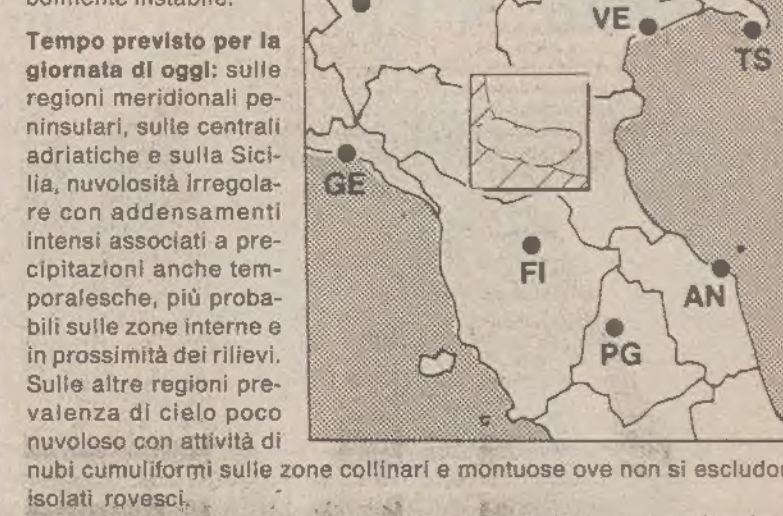 bolmente instabile.
Tempo previsto per la
giornata di oggi: sulle
regioni meridionali pe-
ninsulari, sulle centrali
adriatiche e sulla Sici-
lia, nuvolosità irregola-
re con addensamenti
intensi associati a pre-
cipitazioni anche tem-
poralesche, più proba-
bili sulle zone interne e
in prossimità dei rilievi.
Sulle altre regioni pre-
valenza di cielo poco
nuvoloso con attività di
nubi cumuliformi sulle zone collinari e montuose ove non si escludo
isolati rovesci.
VE
TS
GE
FI
AN
PG